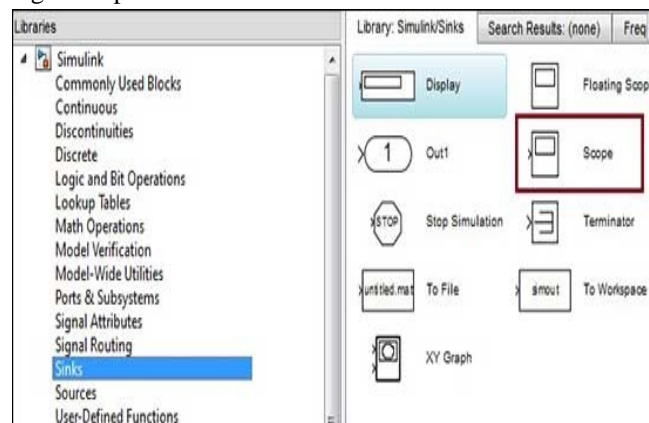 Libraries
Simulink
Commonly Used Blocks
Continuous
Discontinuities
Discrete
Logic and Bit Operations
Lookup Tables
Math Operations
Model Verification
Model-Wide Utilities
Ports & Subsystems
Signal Attributes
Signal Routing
Sinks
Sources
User-Defined Functions
Library: Simulink/Sinks Search Results: (none) Freq
Display Floating Scop
1 Out1 Scope
STOP Stop Simulation Terminator
untitled.mat To File simout To Workspace
XY Graph